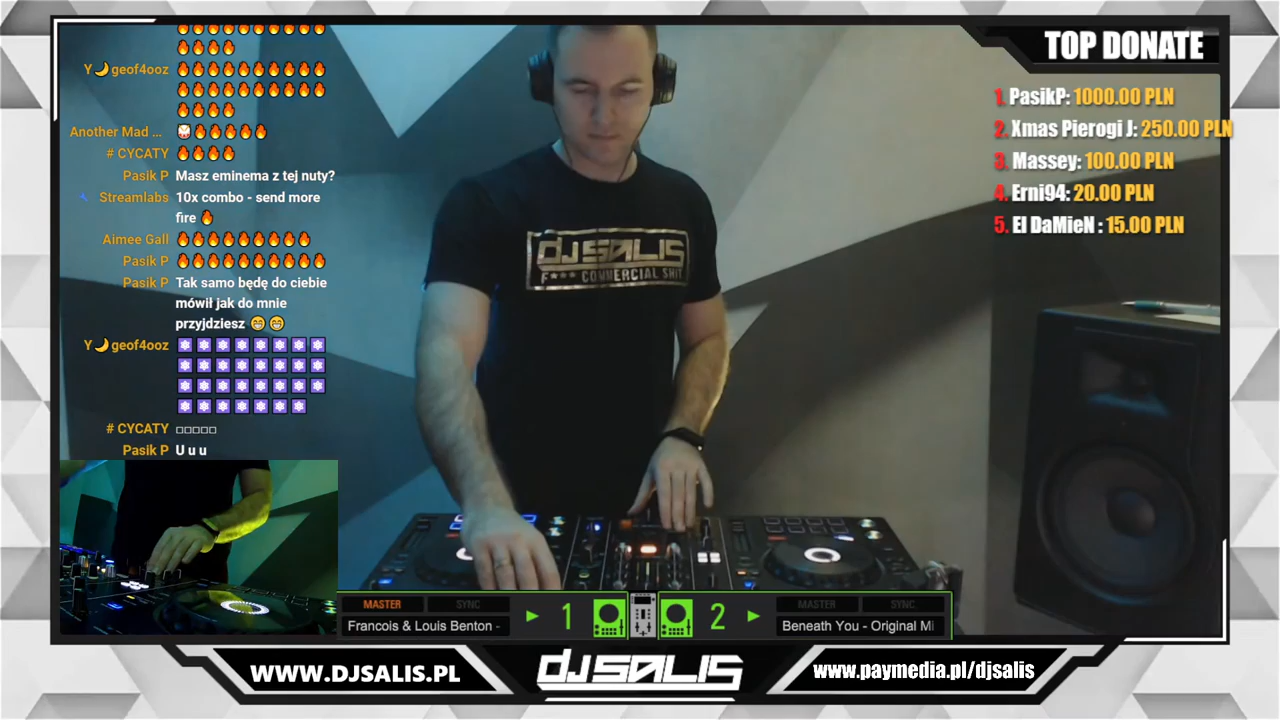 Y🌙geof4ooz
Another Mad ...
# CYCATY
Pasik P Masz eminema z tej nuty?
Streamlabs 10x combo - send more
fire 🔥
Aimee Gall
Pasik P
Pasik P Tak samo będę do ciebie
mówił jak do mnie
przyjdziesz 😁😁
Y🌙geof4ooz
# CYCATY □□□□□
Pasik P U u u
DJ SALIS
F*** COMMERCIAL SHIT
TOP DONATE
1. PasikP: 1000.00 PLN
2. Xmas Pierogi J: 250.00 PLN
3. Massey: 100.00 PLN
4. Erni94: 20.00 PLN
5. El DaMieN : 15.00 PLN
MASTER SYNC
Francois & Louis Benton -
1
2
MASTER SYNC
Beneath You - Original Mi
WWW.DJSALIS.PL
DJ SALIS
www.paymedia.pl/djsalis